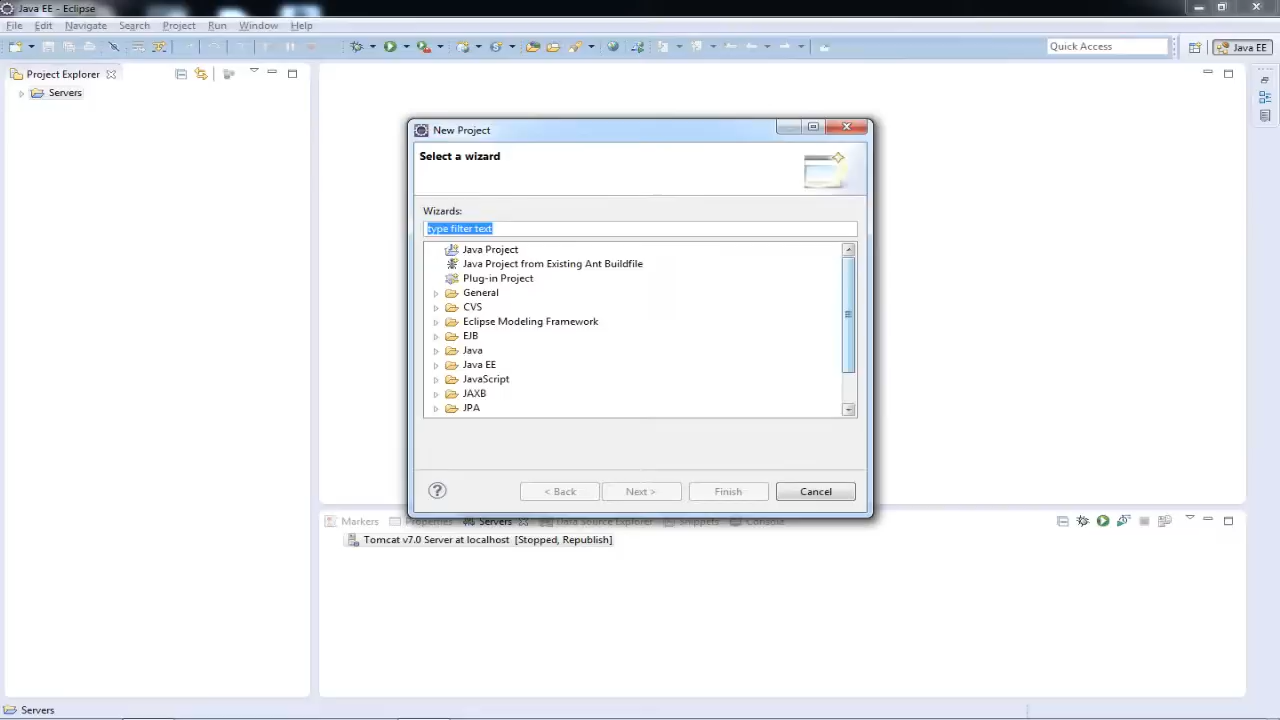 Java EE - Eclipse
File Edit Navigate Search Project Run Window Help
Quick Access
Java EE
Project Explorer
Servers
New Project
Select a wizard
Wizards:
type filter text
Java Project
Java Project from Existing Ant Buildfile
Plug-in Project
General
CVS
Eclipse Modeling Framework
EJB
Java
Java EE
JavaScript
JAXB
JPA
< Back Next > Finish Cancel
Markers Properties Servers Data Source Explorer Snippets Console
Tomcat v7.0 Server at localhost [Stopped, Republish]
Servers